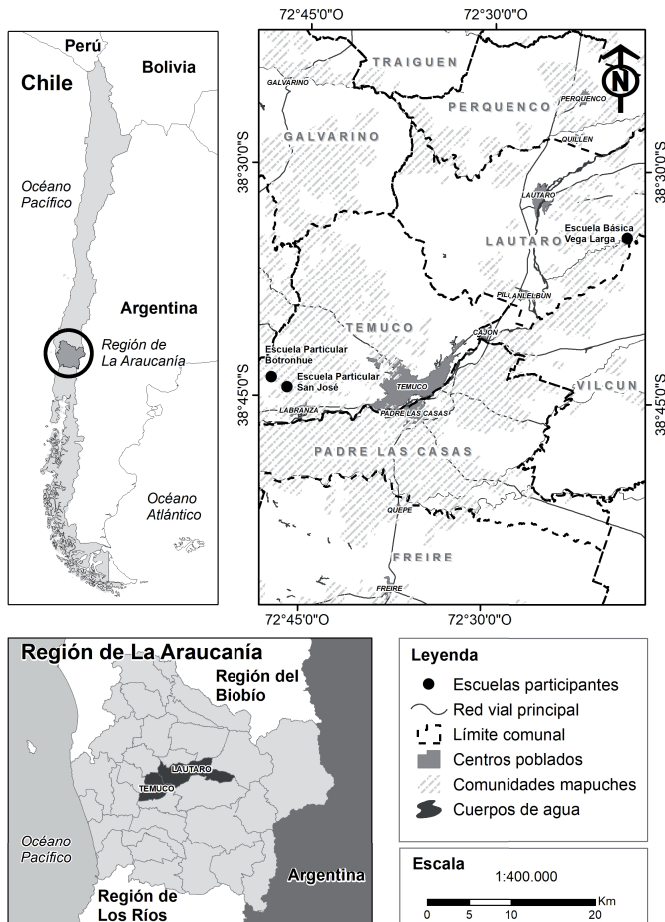 Perú
Chile
Bolivia
Océano
Pacífico
Argentina
Región de
La Araucanía
Océano
Atlántico
72°45'0"O
72°30'0"O
TRAIGUEN
GALVARINO
PERQUENCO
PERQUENCO
N
GALVARINO
QUILLEN
38°30'0"S
38°30'0"S
LAUTARO
Escuela Básica
Vega Larga
LAUTARO
PILLANLELBÚN
TEMUCO
CAJON
Escuela Particular
Botronhue
Escuela Particular
San José
TEMUCO
VILCUN
38°45'0"S
38°45'0"S
LABRANZA
PADRE LAS CASAS
PADRE LAS CASAS
QUEPE
FREIRE
FREIRE
72°45'0"O
72°30'0"O
Región de La Araucanía
Región del
Biobío
LAUTARO
TEMUCO
Océano
Pacífico
Argentina
Región de
Los Ríos
Leyenda
Escuelas participantes
Red vial principal
Límite comunal
Centros poblados
Comunidades mapuches
Cuerpos de agua
Escala
1:400.000
Km
0 5 10 20